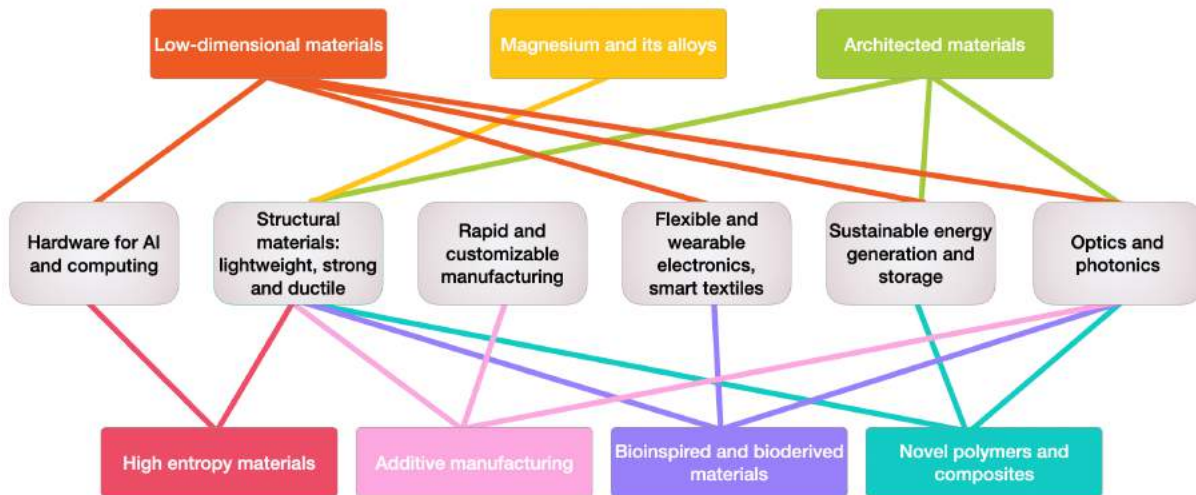 Low-dimensional materials
Magnesium and its alloys
Architected materials
Hardware for AI
and computing
Structural
materials:
lightweight, strong
and ductile
Rapid and
customizable
manufacturing
Flexible and
wearable
electronics,
smart textiles
Sustainable energy
generation and
storage
Optics and
photonics
High entropy materials
Additive manufacturing
Bioinspired and bioderived
materials
Novel polymers and
composites